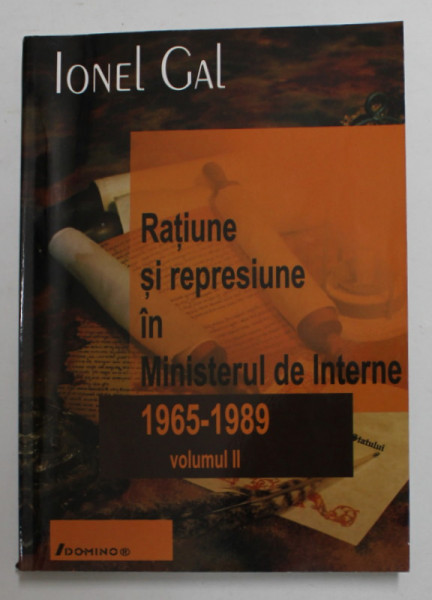 Ionel Gal
Rațiune
și represiune
în
Ministerul de Interne
1965-1989
volumul II
DOMINO®